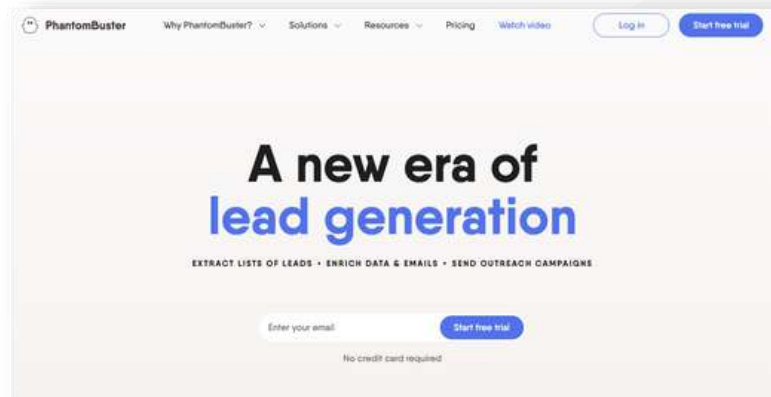 PhantomBuster Why PhantomBuster? Solutions Resources Pricing Watch video Log in Start free trial
A new era of
lead generation
EXTRACT LISTS OF LEADS • ENRICH DATA & EMAILS • SEND OUTREACH CAMPAIGNS
Enter your email Start free trial
No credit card required